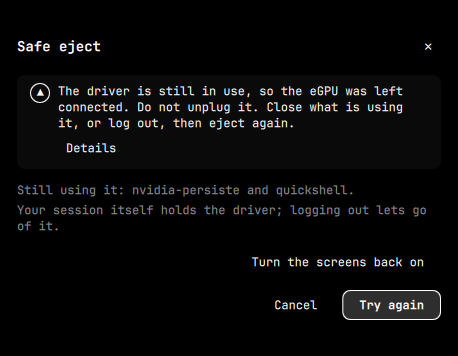 Safe eject ×
The driver is still in use, so the eGPU was left
connected. Do not unplug it. Close what is using
it, or log out, then eject again.
Details
Still using it: nvidia-persiste and quickshell.
Your session itself holds the driver; logging out lets go
of it.
Turn the screens back on
Cancel Try again